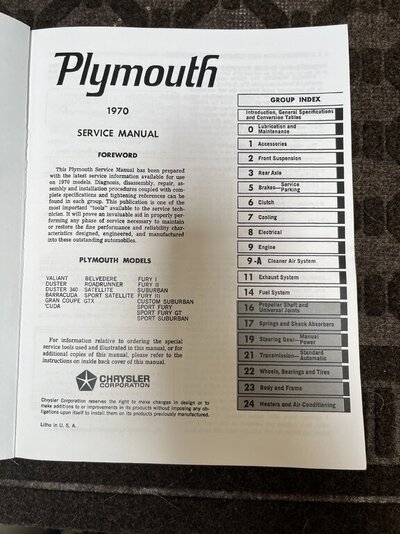 Plymouth
1970
SERVICE MANUAL
FOREWORD
This Plymouth Service Manual has been prepared
with the latest service information available for use
on 1970 models. Diagnosis, disassembly, repair, as-
sembly and installation procedures coupled with com-
plete specifications and tightening references can be
found in each group. This publication is one of the
most important "tools" available to the service tech-
nician. It will prove an invaluable aid in properly per-
forming any phase of service necessary to maintain
or restore the fine performance and reliability char-
acteristics designed, engineered, and manufactured
into these outstanding automobiles.
PLYMOUTH MODELS
VALIANT BELVEDERE FURY I
DUSTER ROADRUNNER FURY II
DUSTER 340 SATELLITE SUBURBAN
BARRACUDA SPORT SATELLITE FURY III
GRAN COUPE GTX CUSTOM SUBURBAN
'CUDA SPORT FURY
SPORT FURY GT
SPORT SUBURBAN
For information relative to ordering the special
service tools used and illustrated in this manual, or for
additional copies of this manual, please refer to the
instructions on inside back cover of this manual.
CHRYSLER
CORPORATION
Chrysler Corporation reserves the right to make changes in design or to
make additions to or improvements in its products without imposing any ob-
ligations upon itself to install them on its products previously manufactured.
Litho in U. S. A.
GROUP INDEX
Introduction, General Specifications
and Conversion Tables
0 Lubrication and
Maintenance
1 Accessories
2 Front Suspension
3 Rear Axle
5 Brakes—Service
Parking
6 Clutch
7 Cooling
8 Electrical
9 Engine
9-A Cleaner Air System
11 Exhaust System
14 Fuel System
16 Propeller Shaft and
Universal Joints
17 Springs and Shock Absorbers
19 Steering Gear—Manual
Power
21 Transmission—Standard
Automatic
22 Wheels, Bearings and Tires
23 Body and Frame
24 Heaters and Air-Conditioning